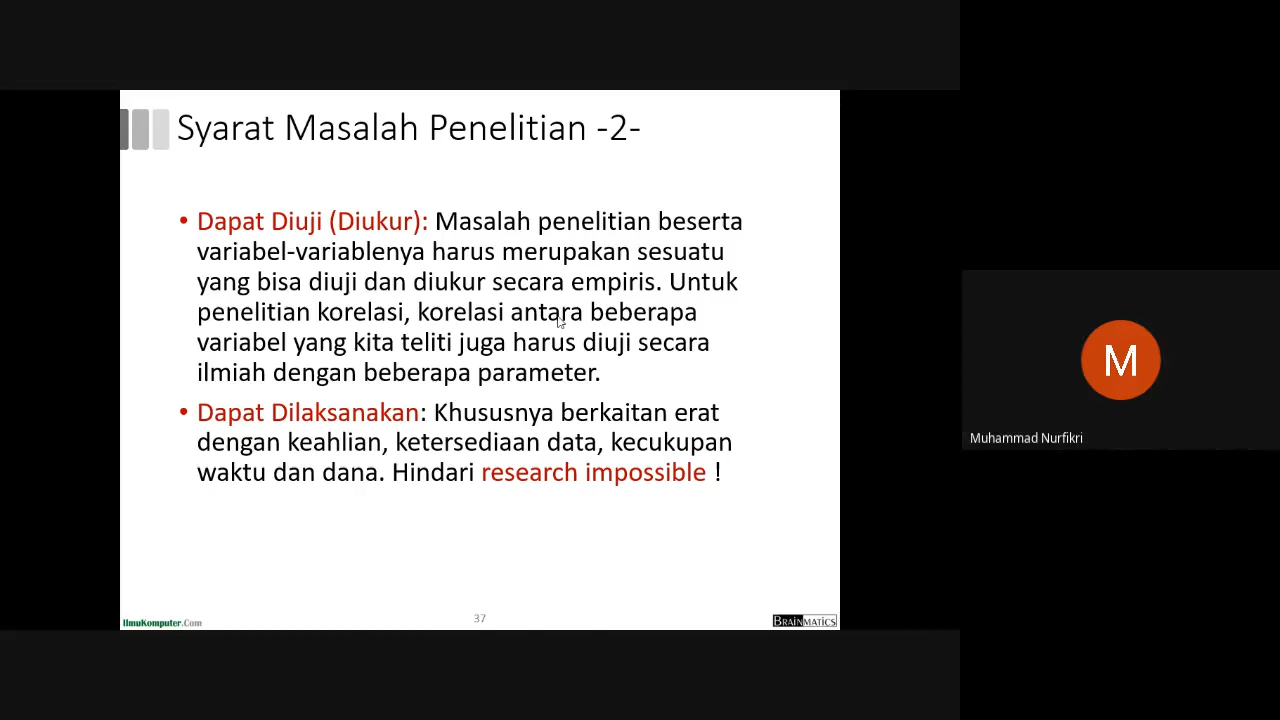 Syarat Masalah Penelitian -2-
• Dapat Diuji (Diukur): Masalah penelitian beserta
variabel-variablenya harus merupakan sesuatu
yang bisa diuji dan diukur secara empiris. Untuk
penelitian korelasi, korelasi antara beberapa
variabel yang kita teliti juga harus diuji secara
ilmiah dengan beberapa parameter.
• Dapat Dilaksanakan: Khususnya berkaitan erat
dengan keahlian, ketersediaan data, kecukupan
waktu dan dana. Hindari research impossible !
IlmuKomputer.Com
37
BRAINMATICS
M
Muhammad Nurfikri